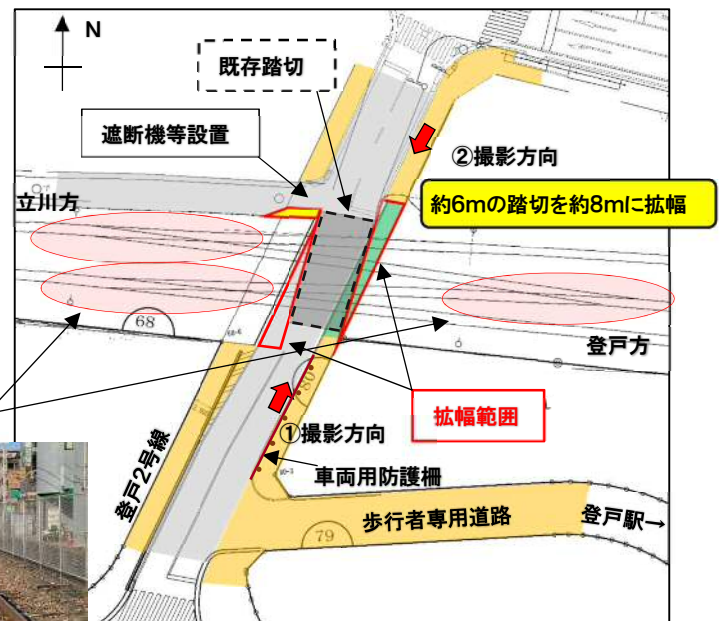 N
既存踏切
遮断機等設置
②撮影方向
立川方
約6mの踏切を約8mに拡幅
68
登戸方
拡幅範囲
80
①撮影方向
車両用防護柵
登戸2号線
歩行者専用道路
登戸駅→
79